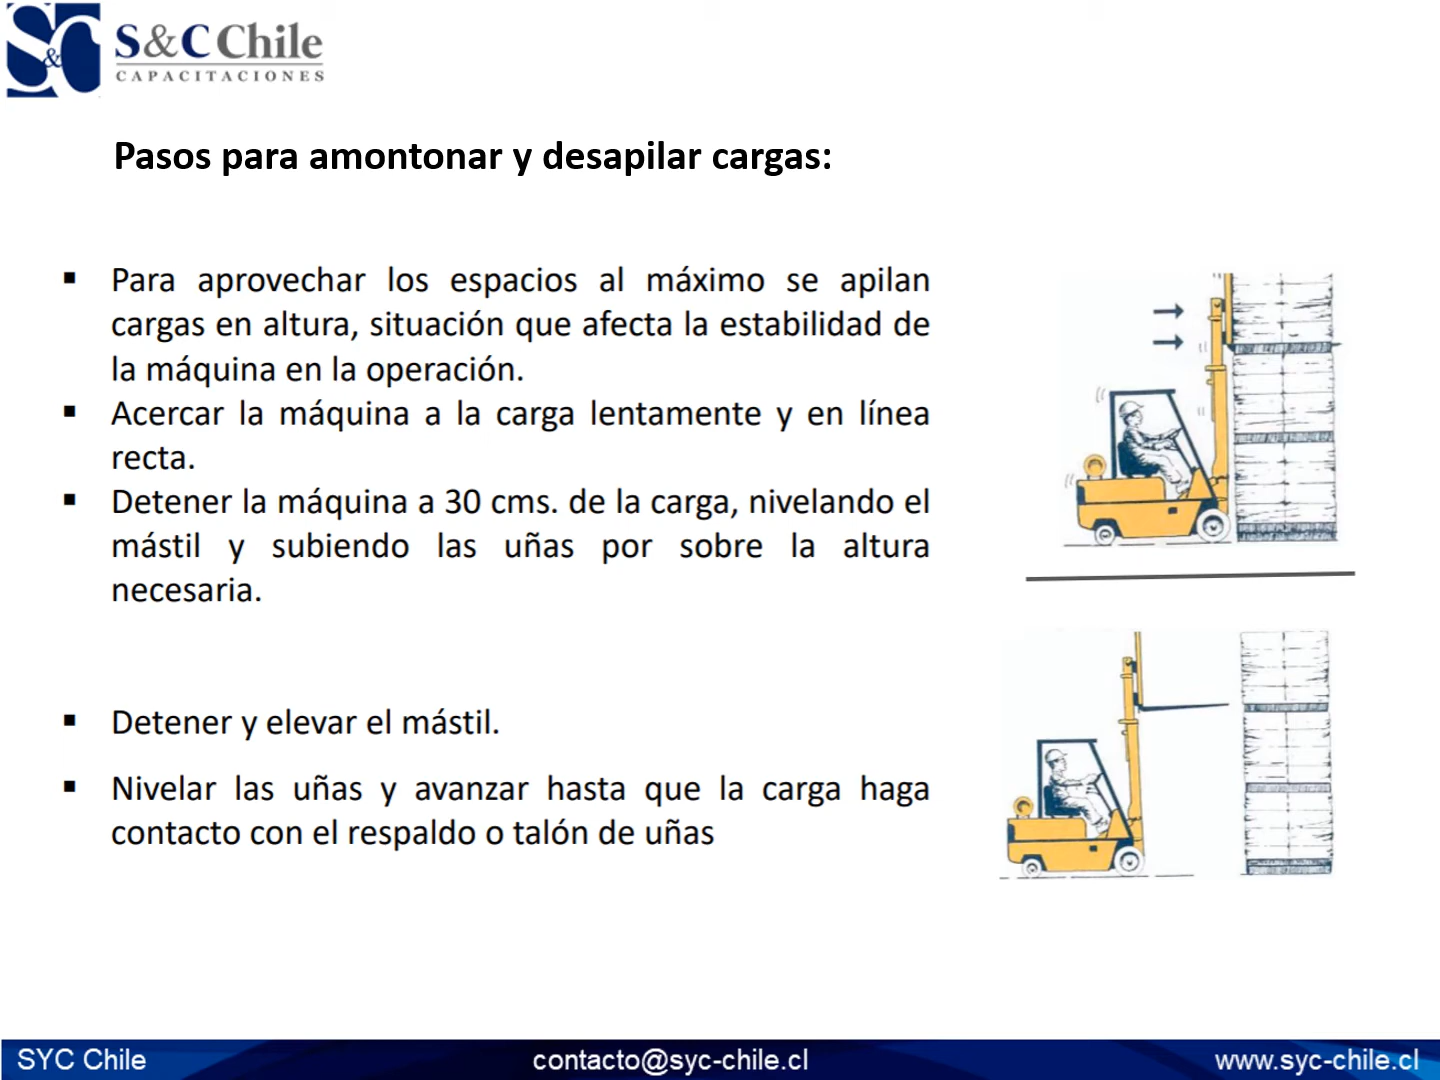 S&C
S&C Chile
CAPACITACIONES
Pasos para amontonar y desapilar cargas:
▪ Para aprovechar los espacios al máximo se apilan
cargas en altura, situación que afecta la estabilidad de
la máquina en la operación.
▪ Acercar la máquina a la carga lentamente y en línea
recta.
▪ Detener la máquina a 30 cms. de la carga, nivelando el
mástil y subiendo las uñas por sobre la altura
necesaria.
▪ Detener y elevar el mástil.
▪ Nivelar las uñas y avanzar hasta que la carga haga
contacto con el respaldo o talón de uñas
SYC Chile contacto@syc-chile.cl www.syc-chile.cl